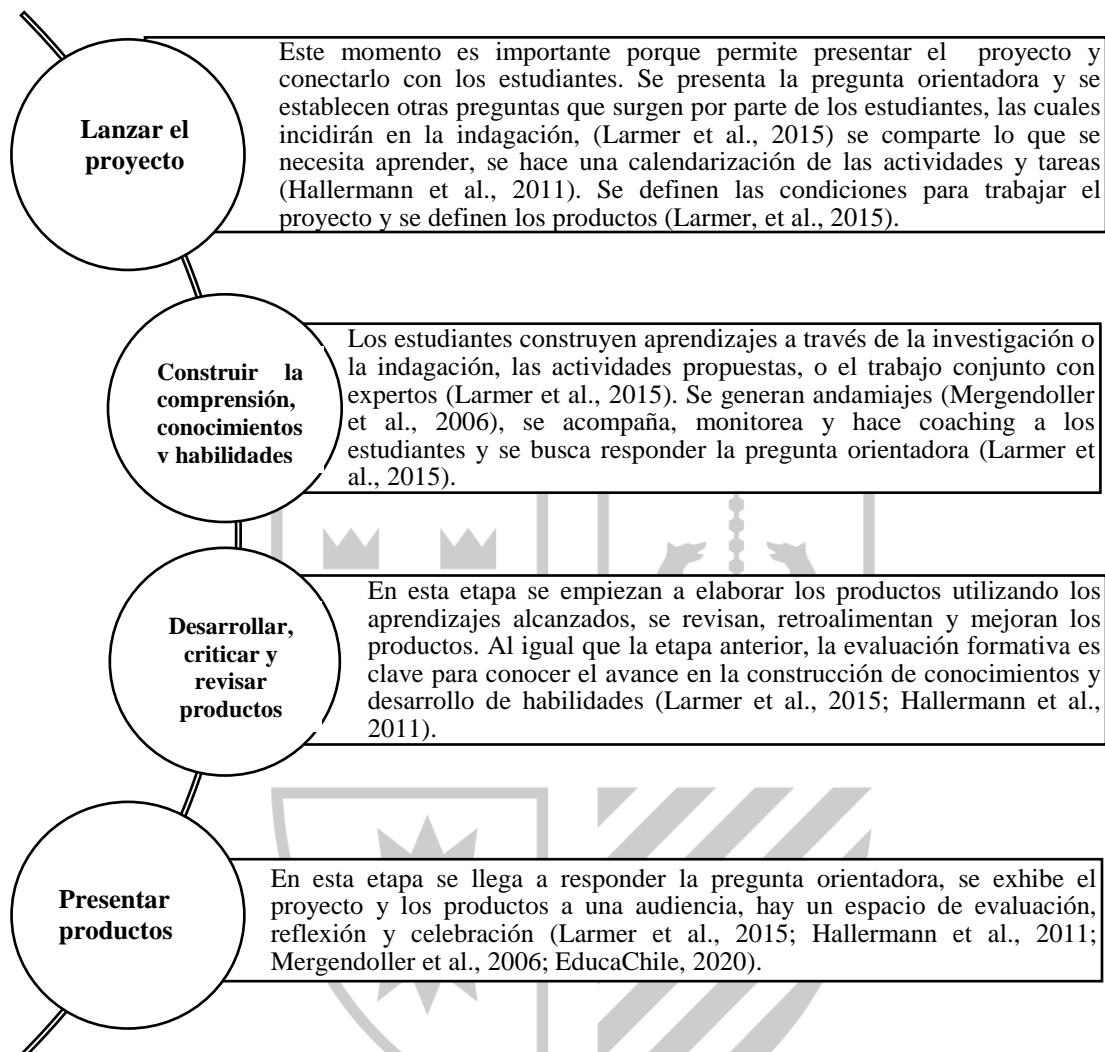 Lanzar el
proyecto
Este momento es importante porque permite presentar el proyecto y
conectarlo con los estudiantes. Se presenta la pregunta orientadora y se
establecen otras preguntas que surgen por parte de los estudiantes, las cuales
incidirán en la indagación, (Larmer et al., 2015) se comparte lo que se
necesita aprender, se hace una calendarización de las actividades y tareas
(Hallermann et al., 2011). Se definen las condiciones para trabajar el
proyecto y se definen los productos (Larmer, et al., 2015).
Construir la
comprensión,
conocimientos
y habilidades
Los estudiantes construyen aprendizajes a través de la investigación o
la indagación, las actividades propuestas, o el trabajo conjunto con
expertos (Larmer et al., 2015). Se generan andamiajes (Mergendoller
et al., 2006), se acompaña, monitorea y hace coaching a los
estudiantes y se busca responder la pregunta orientadora (Larmer et
al., 2015).
Desarrollar,
criticar y
revisar
productos
En esta etapa se empiezan a elaborar los productos utilizando los
aprendizajes alcanzados, se revisan, retroalimentan y mejoran los
productos. Al igual que la etapa anterior, la evaluación formativa es
clave para conocer el avance en la construcción de conocimientos y
desarrollo de habilidades (Larmer et al., 2015; Hallermann et al.,
2011).
Presentar
productos
En esta etapa se llega a responder la pregunta orientadora, se exhibe el
proyecto y los productos a una audiencia, hay un espacio de evaluación,
reflexión y celebración (Larmer et al., 2015; Hallermann et al., 2011;
Mergendoller et al., 2006; EducaChile, 2020).